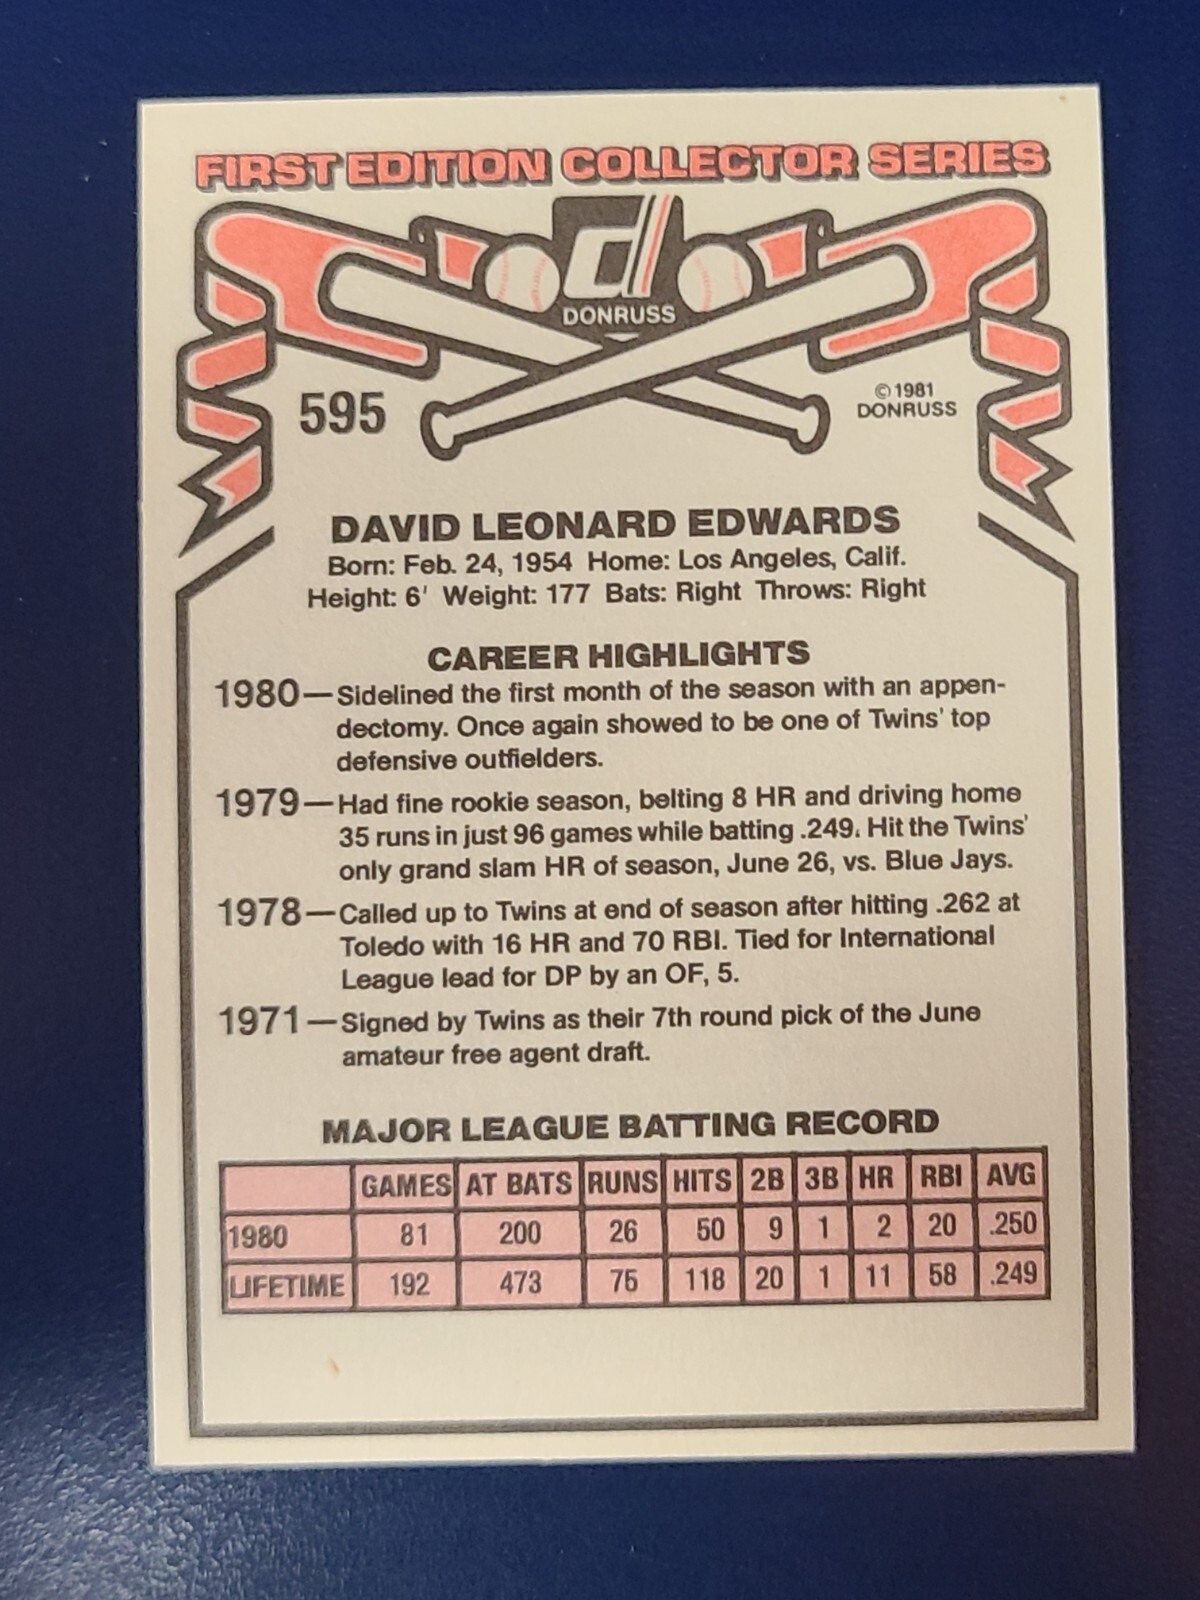 FIRST EDITION COLLECTOR SERIES
d
DONRUSS
595
© 1981
DONRUSS
DAVID LEONARD EDWARDS
Born: Feb. 24, 1954 Home: Los Angeles, Calif.
Height: 6' Weight: 177 Bats: Right Throws: Right
CAREER HIGHLIGHTS
1980—Sidelined the first month of the season with an appen-
dectomy. Once again showed to be one of Twins' top
defensive outfielders.
1979—Had fine rookie season, belting 8 HR and driving home
35 runs in just 96 games while batting .249. Hit the Twins'
only grand slam HR of season, June 26, vs. Blue Jays.
1978—Called up to Twins at end of season after hitting .262 at
Toledo with 16 HR and 70 RBI. Tied for International
League lead for DP by an OF, 5.
1971—Signed by Twins as their 7th round pick of the June
amateur free agent draft.
MAJOR LEAGUE BATTING RECORD
GAMES AT BATS RUNS HITS 2B 3B HR RBI AVG
1980 81 200 26 50 9 1 2 20 .250
LIFETIME 192 473 75 118 20 1 11 58 .249